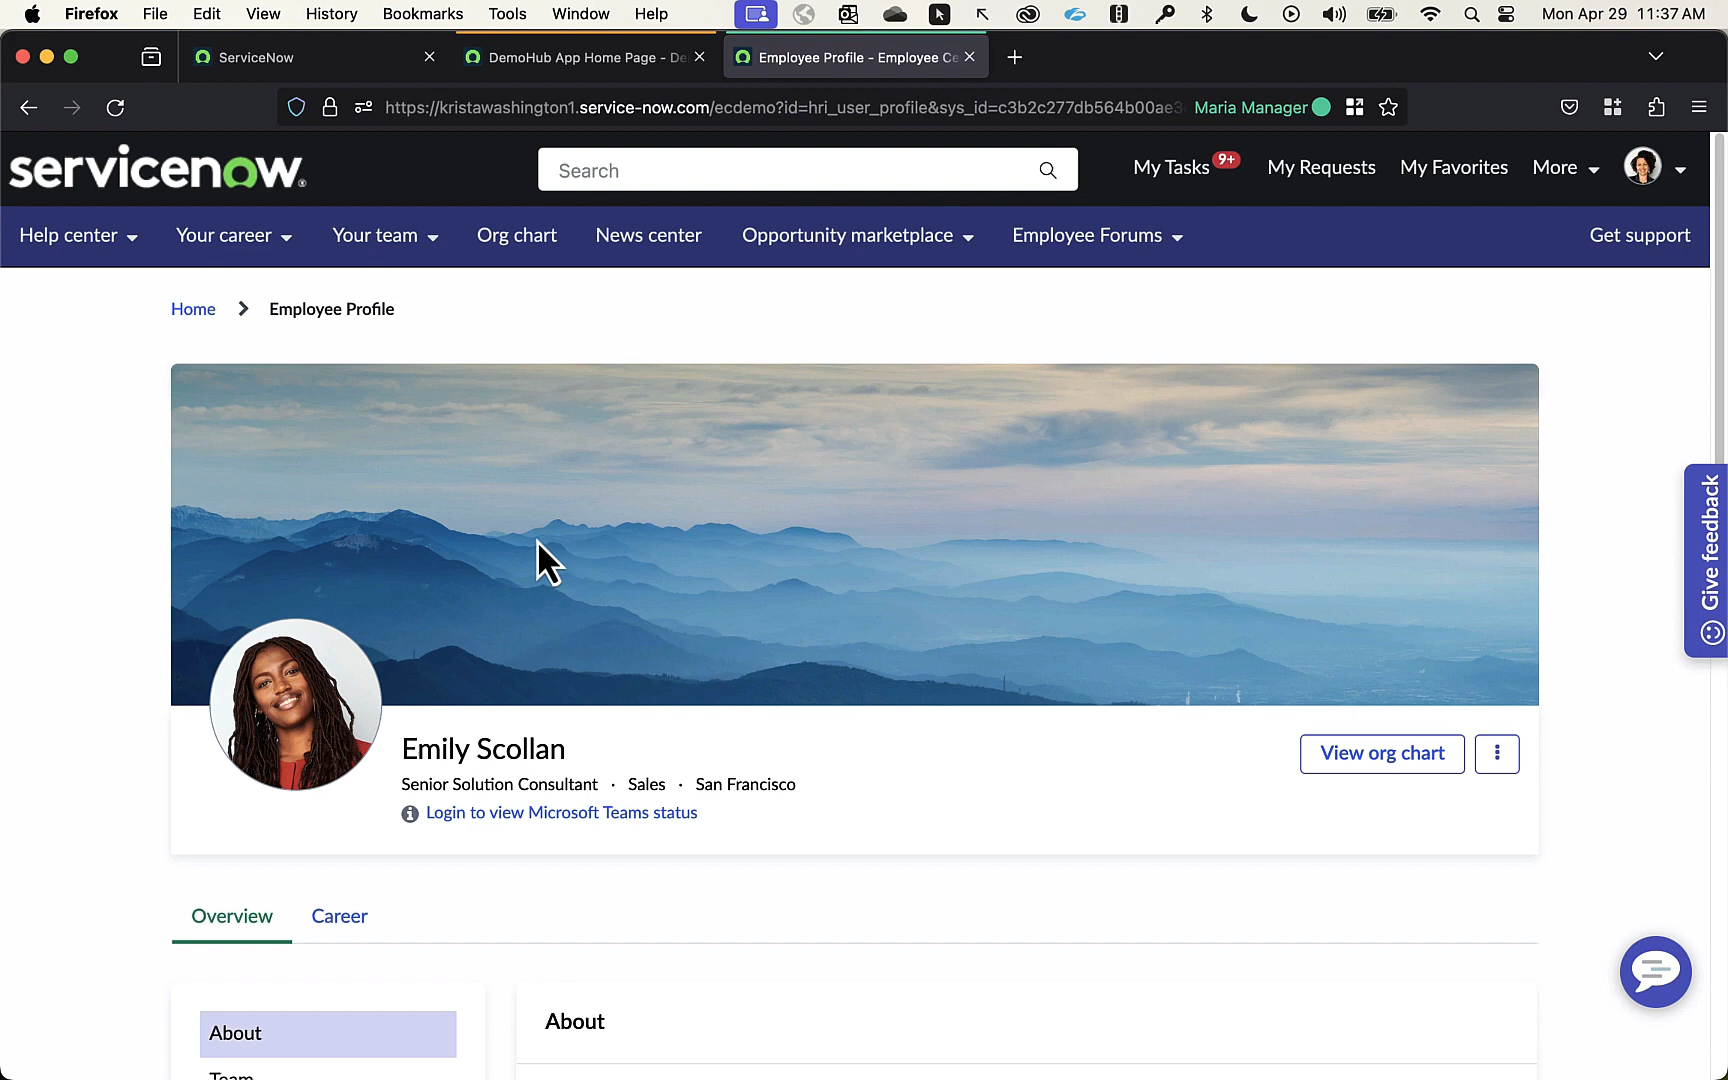 Firefox File Edit View History Bookmarks Tools Window Help Mon Apr 29 11:37 AM
ServiceNow
DemoHub App Home Page - De
Employee Profile - Employee Ce
https://kristawashington1.service-now.com/ecdemo?id=hri_user_profile&sys_id=c3b2c277db564b00ae3 Maria Manager
servicenow®
Search
My Tasks 9+ My Requests My Favorites More
Help center Your career Your team Org chart News center Opportunity marketplace Employee Forums Get support
Home Employee Profile
Give feedback
Emily Scollan
Senior Solution Consultant · Sales · San Francisco
Login to view Microsoft Teams status
View org chart
Overview Career
About
About
Team